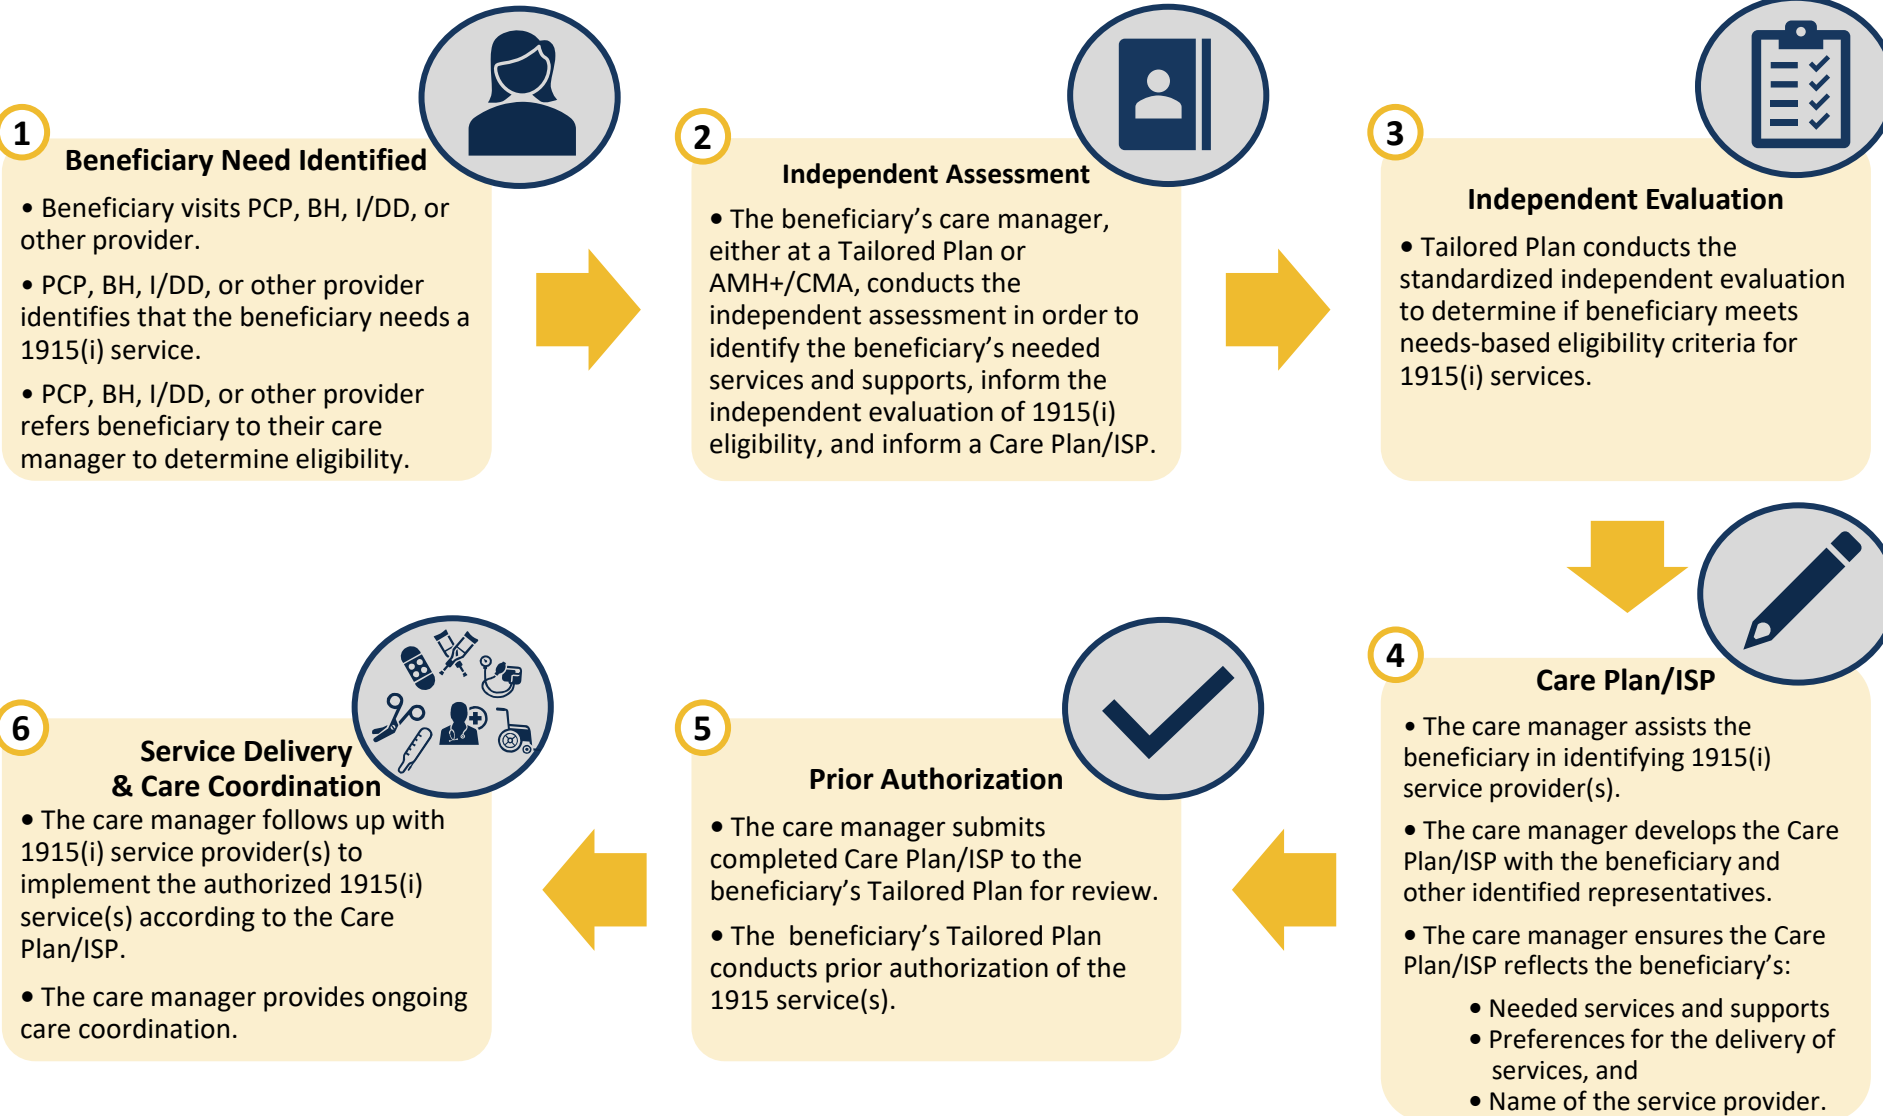 1
Beneficiary Need Identified
• Beneficiary visits PCP, BH, I/DD, or
other provider.
• PCP, BH, I/DD, or other provider
identifies that the beneficiary needs a
1915(i) service.
• PCP, BH, I/DD, or other provider
refers beneficiary to their care
manager to determine eligibility.
2
Independent Assessment
• The beneficiary’s care manager,
either at a Tailored Plan or
AMH+/CMA, conducts the
independent assessment in order to
identify the beneficiary’s needed
services and supports, inform the
independent evaluation of 1915(i)
eligibility, and inform a Care Plan/ISP.
3
Independent Evaluation
• Tailored Plan conducts the
standardized independent evaluation
to determine if beneficiary meets
needs-based eligibility criteria for
1915(i) services.
4
Care Plan/ISP
• The care manager assists the
beneficiary in identifying 1915(i)
service provider(s).
• The care manager develops the Care
Plan/ISP with the beneficiary and
other identified representatives.
• The care manager ensures the Care
Plan/ISP reflects the beneficiary’s:
• Needed services and supports
• Preferences for the delivery of
services, and
• Name of the service provider.
5
Prior Authorization
• The care manager submits
completed Care Plan/ISP to the
beneficiary’s Tailored Plan for review.
• The beneficiary’s Tailored Plan
conducts prior authorization of the
1915 service(s).
6
Service Delivery
& Care Coordination
• The care manager follows up with
1915(i) service provider(s) to
implement the authorized 1915(i)
service(s) according to the Care
Plan/ISP.
• The care manager provides ongoing
care coordination.